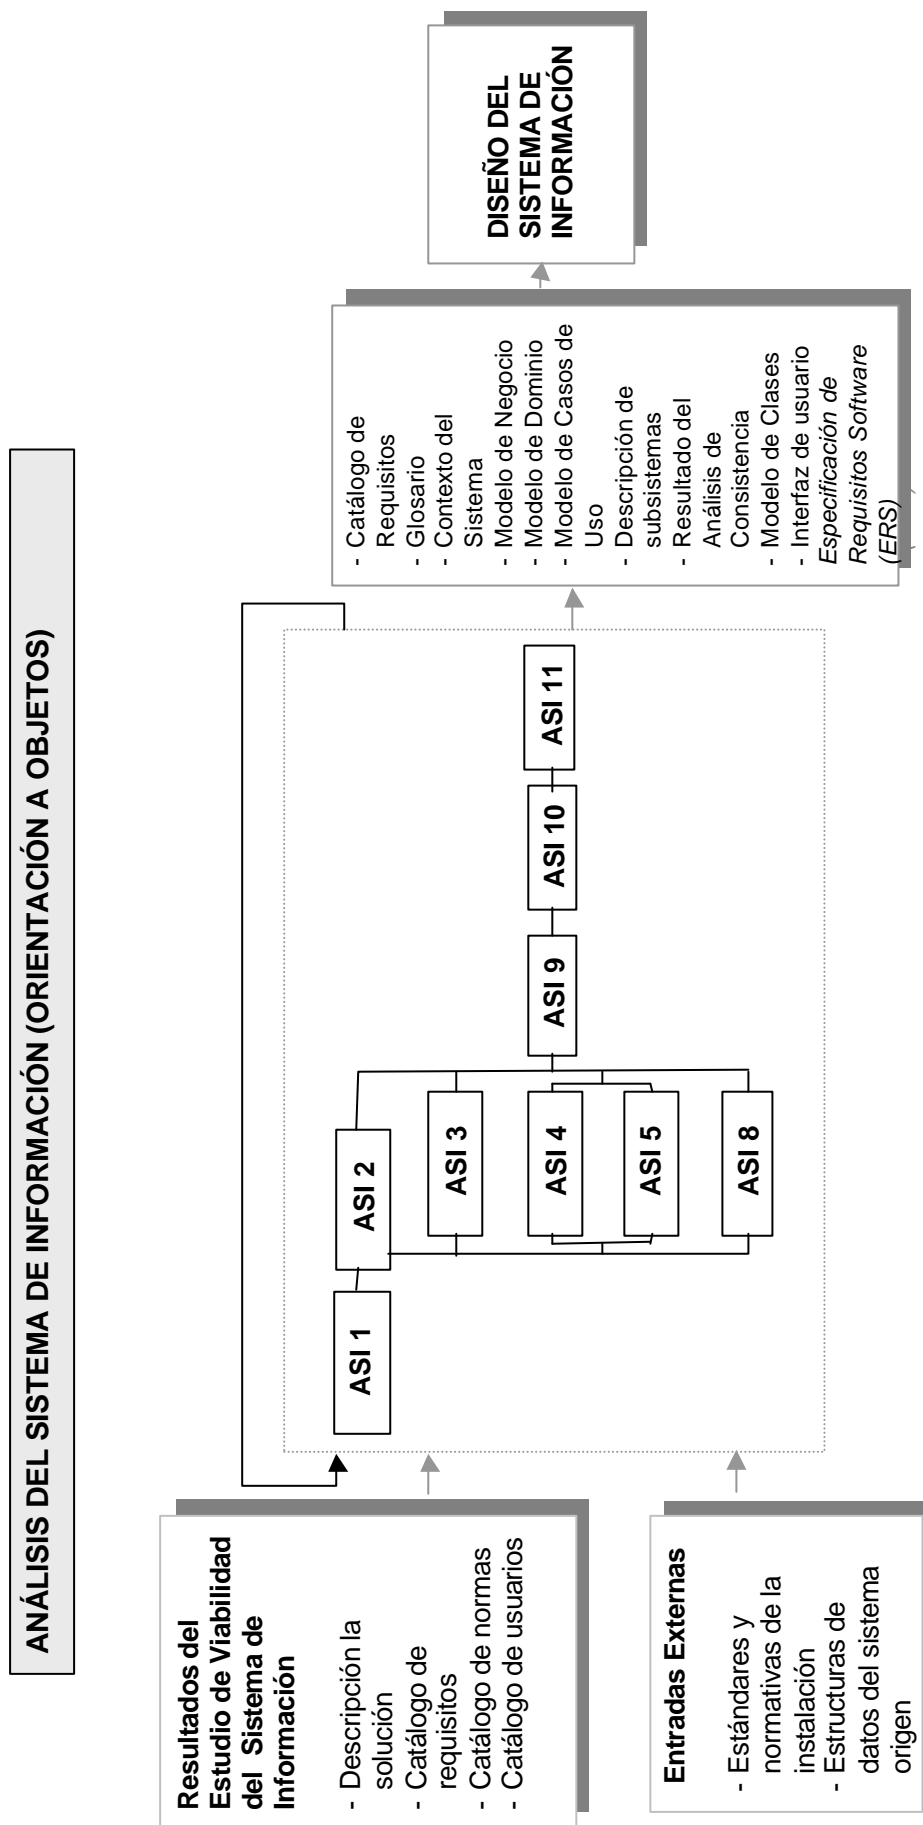 ANÁLISIS DEL SISTEMA DE INFORMACIÓN (ORIENTACIÓN A OBJETOS)
Resultados del
Estudio de Viabilidad
del Sistema de
Información
- Descripción la
solución
- Catálogo de
requisitos
- Catálogo de normas
- Catálogo de usuarios
Entradas Externas
- Estándares y
normativas de la
instalación
- Estructuras de
datos del sistema
origen
ASI 1
ASI 2
ASI 3
ASI 4
ASI 5
ASI 8
ASI 9
ASI 10
ASI 11
- Catálogo de
Requisitos
- Glosario
- Contexto del
Sistema
- Modelo de Negocio
- Modelo de Dominio
- Modelo de Casos de
Uso
- Descripción de
subsistemas
- Resultado del
Análisis de
Consistencia
- Modelo de Clases
- Interfaz de usuario
Especificación de
Requisitos Software
(ERS)
DISEÑO DEL
SISTEMA DE
INFORMACIÓN